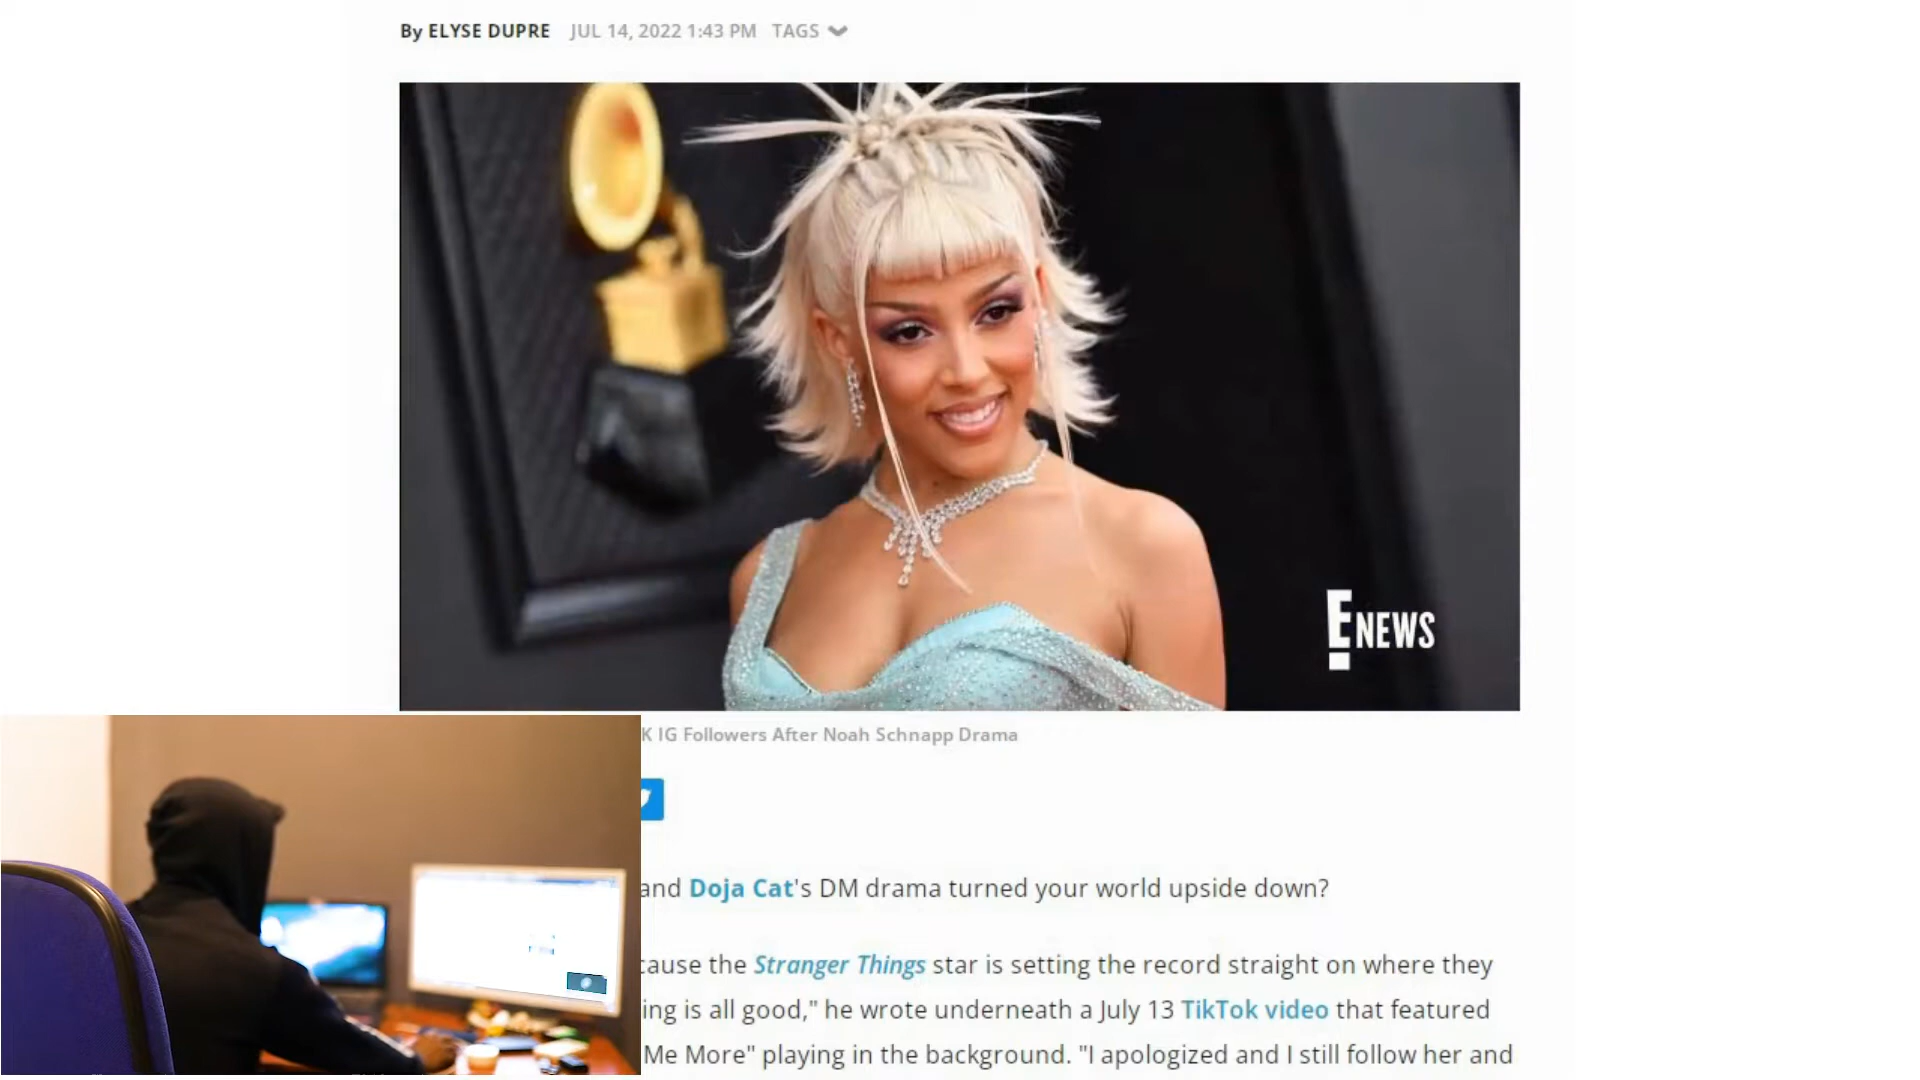 By ELYSE DUPRE JUL 14, 2022 1:43 PM TAGS
E NEWS
K IG Followers After Noah Schnapp Drama
and Doja Cat's DM drama turned your world upside down?
cause the Stranger Things star is setting the record straight on where they
ing is all good," he wrote underneath a July 13 TikTok video that featured
Me More" playing in the background. "I apologized and I still follow her and